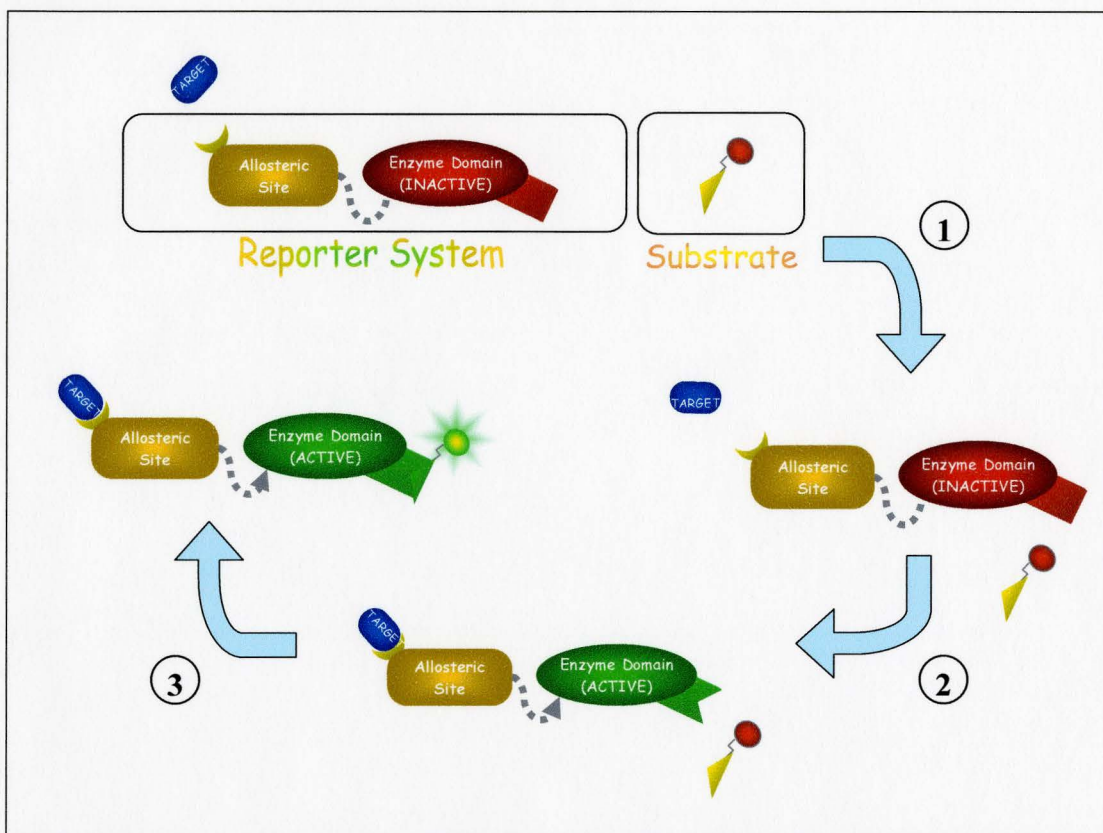 TARGET
Allosteric
Site
Enzyme Domain
(INACTIVE)
Reporter System
Substrate
1
TARGET
Allosteric
Site
Enzyme Domain
(INACTIVE)
TARGET
Allosteric
Site
Enzyme Domain
(ACTIVE)
2
TARGE
Allosteric
Site
Enzyme Domain
(ACTIVE)
3